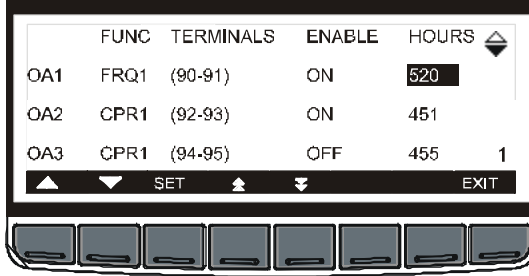 FUNC TERMINALS ENABLE HOURS
OA1 FRQ1 (90-91) ON 520
OA2 CPR1 (92-93) ON 451
OA3 CPR1 (94-95) OFF 455 1
SET EXIT